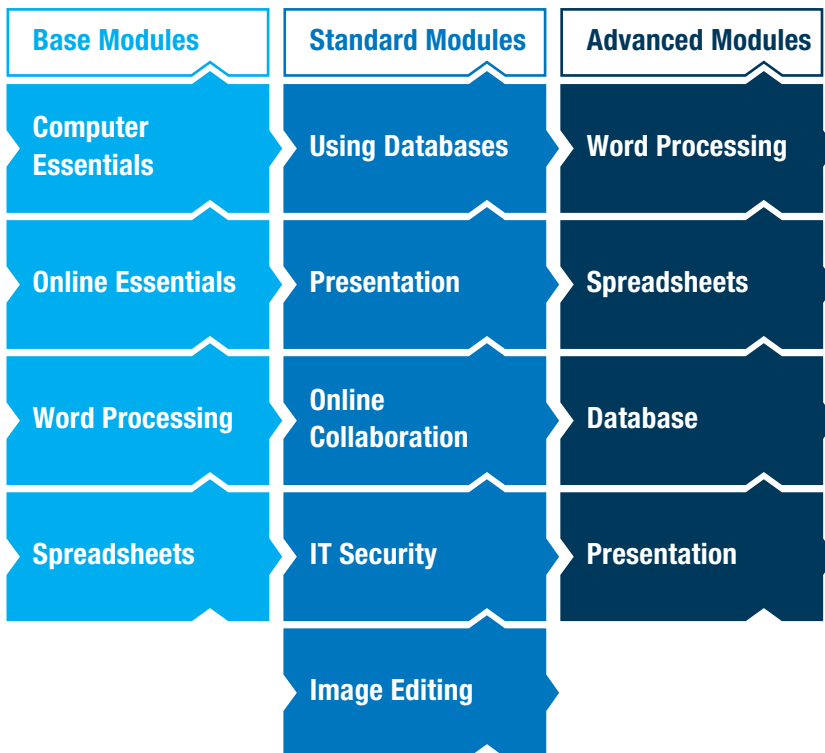 Base Modules
Computer
Essentials
Online Essentials
Word Processing
Spreadsheets
Standard Modules
Using Databases
Presentation
Online
Collaboration
IT Security
Image Editing
Advanced Modules
Word Processing
Spreadsheets
Database
Presentation